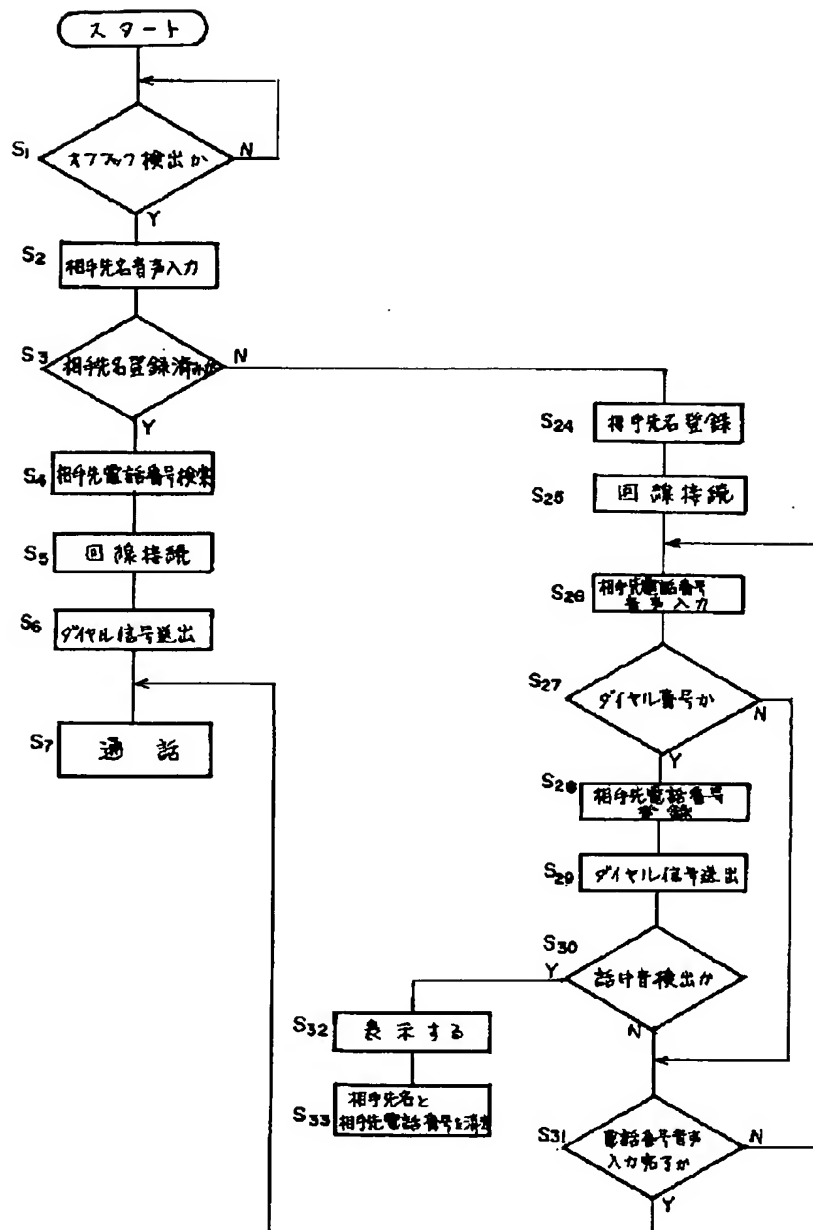 スタート
S1
オフフック検出か
N
Y
S2
相手先名音声入力
S3
相手先名登録済みか
N
Y
S4
相手先電話番号検索
S5
回線接続
S6
ダイヤル信号送出
S7
通話
S24
相手先名登録
S25
回線接続
S26
相手先電話番号
音声入力
S27
ダイヤル番号か
N
Y
S28
相手先電話番号
登録
S29
ダイヤル信号送出
S30
話中音検出か
Y
N
S32
表示する
S33
相手先名と
相手先電話番号を消去
S31
電話番号音声
入力完了か
N
Y